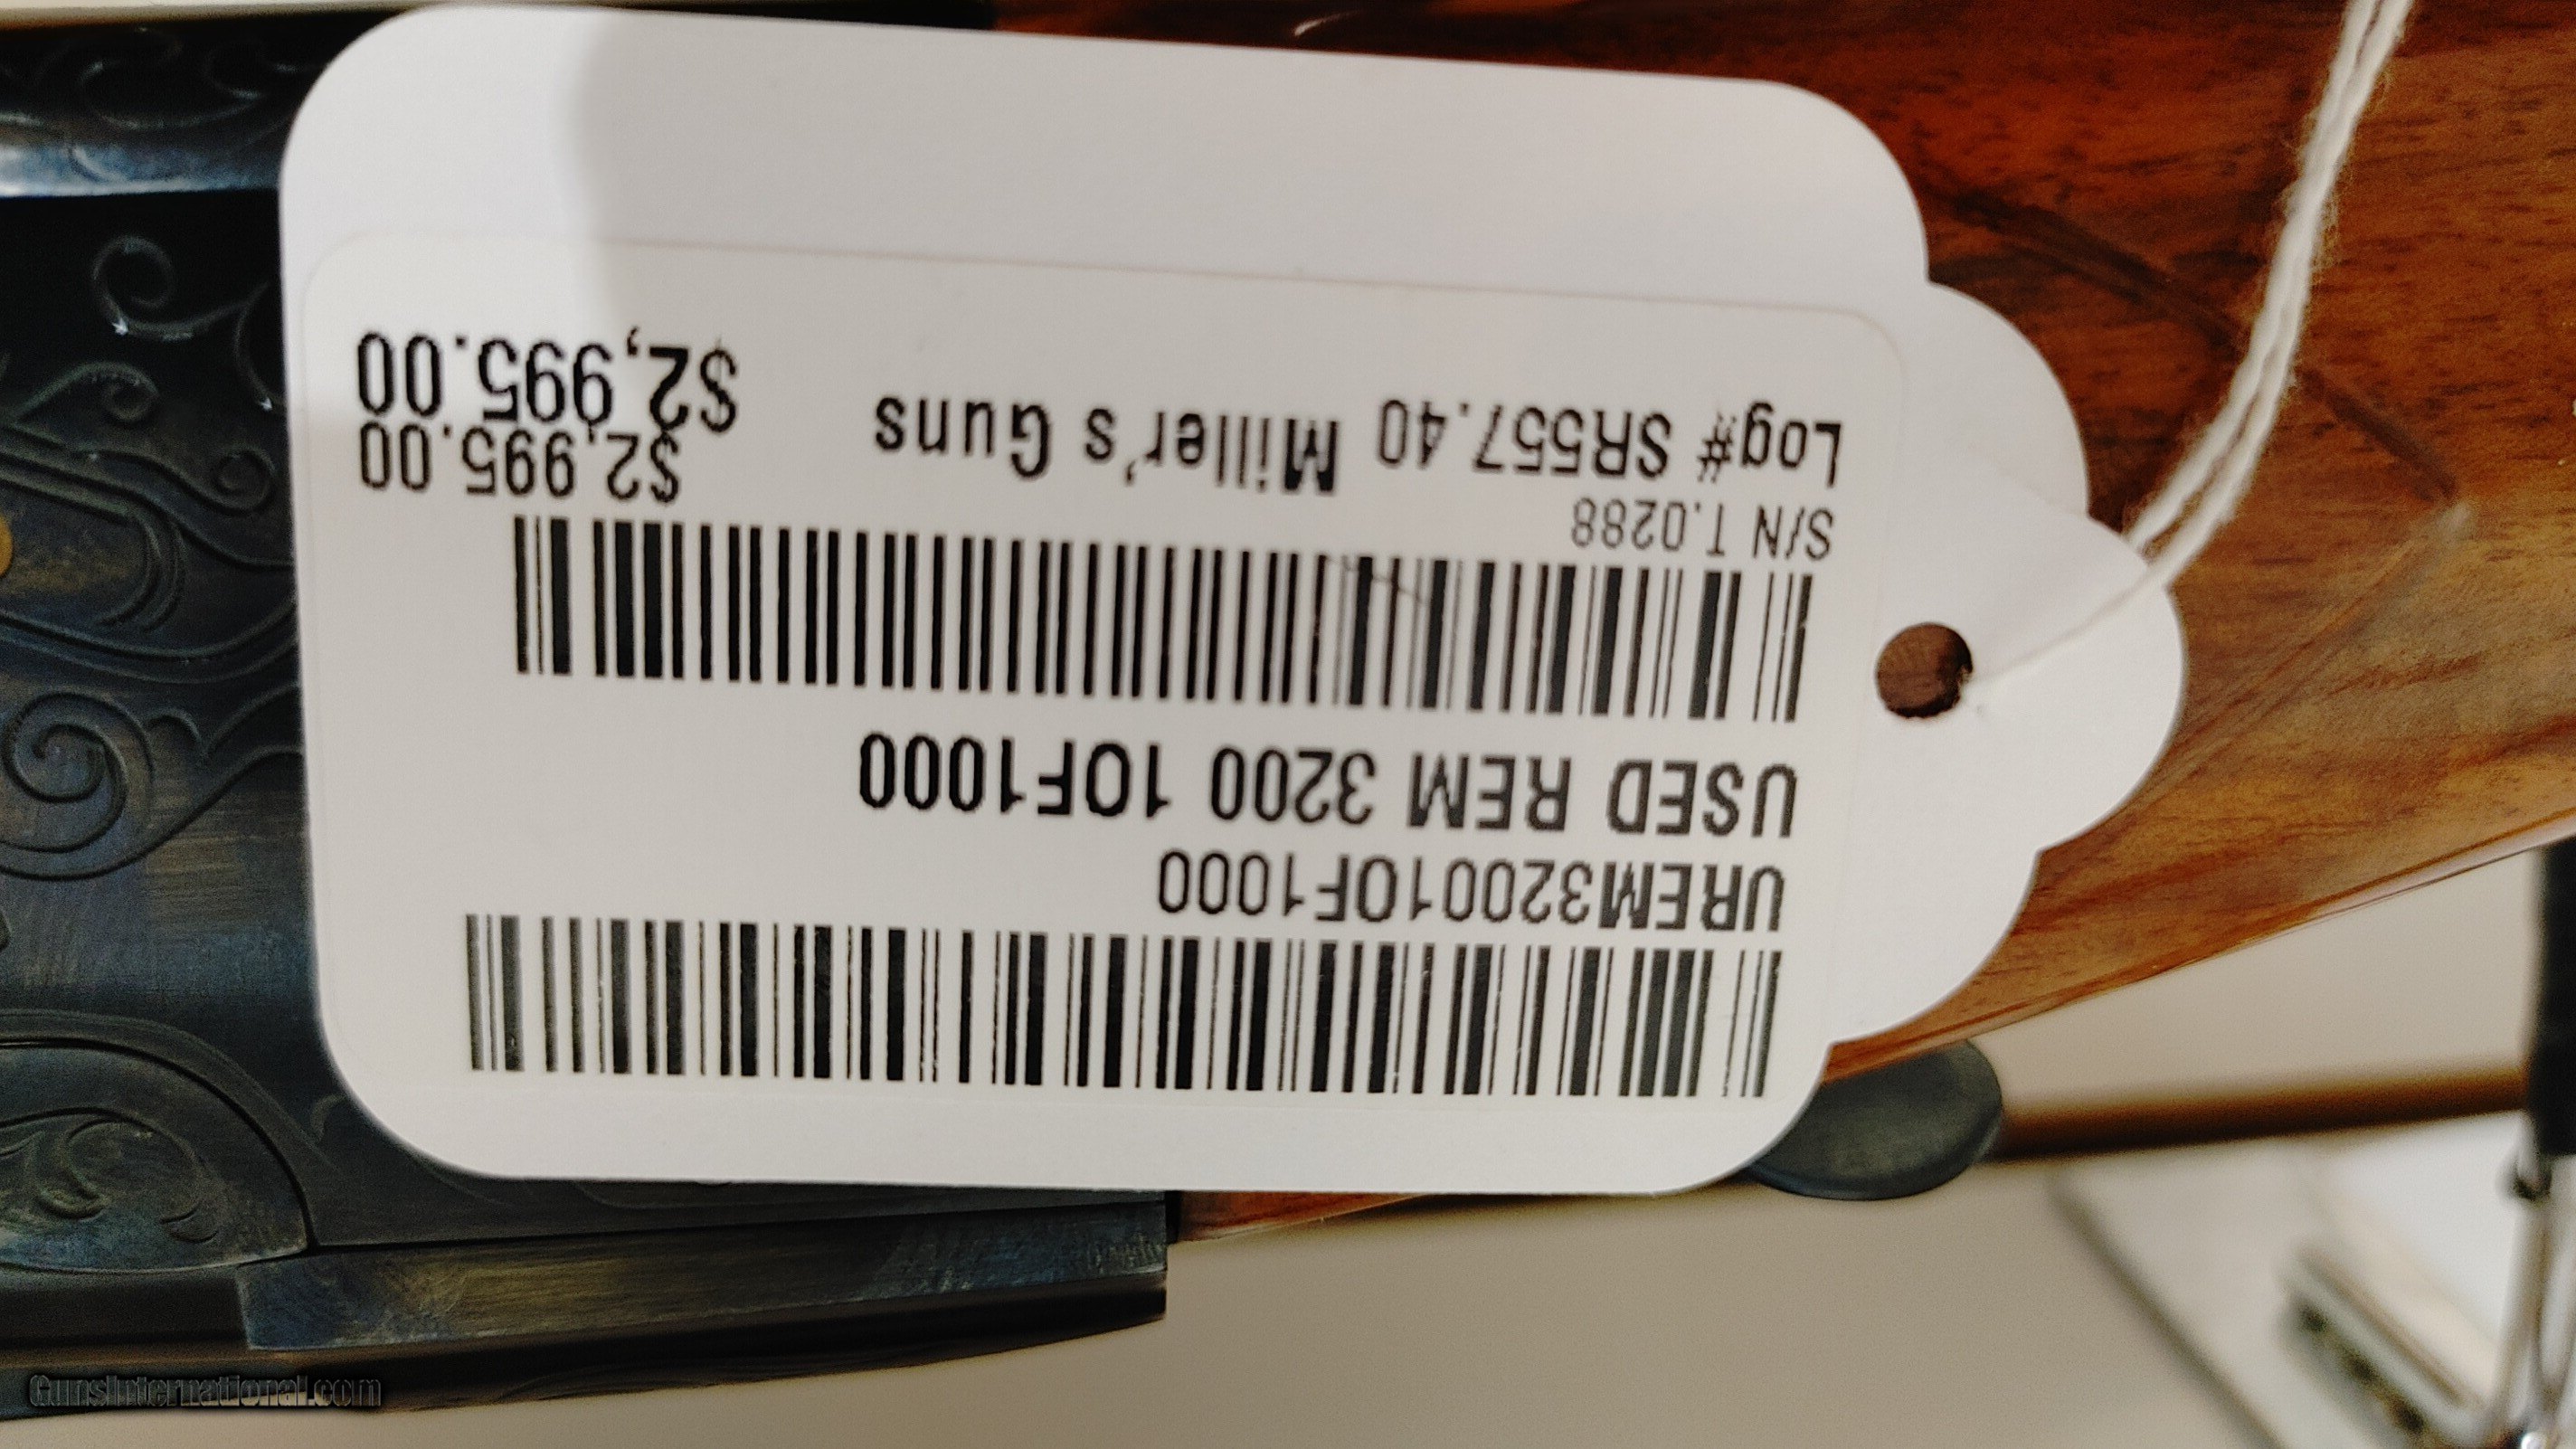 UREM32001OF1000
USED REM 3200 1OF1000
S/N T.0288
Log# SR557.40 Miller's Guns
$2,995.00
$2,995.00
GunsInternational.com